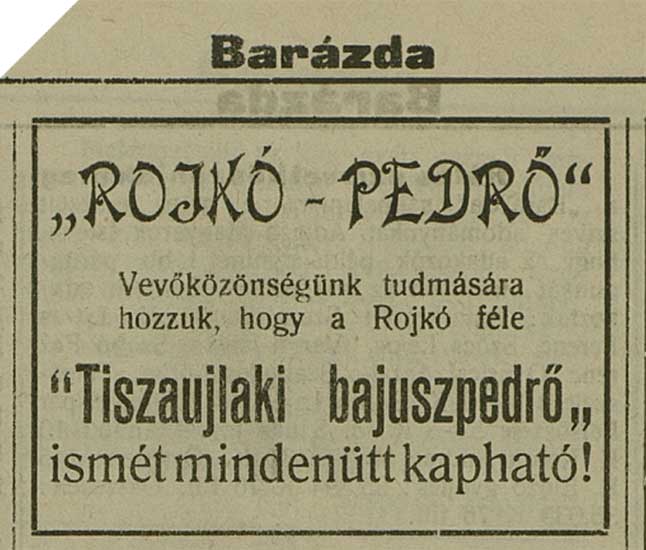 Barázda
„ROJKÓ - PEDRŐ“
Vevőközönségünk tudmására
hozzuk, hogy a Rojkó féle
“Tiszaujlaki bajuszpedrő„
ismét mindenütt kapható!